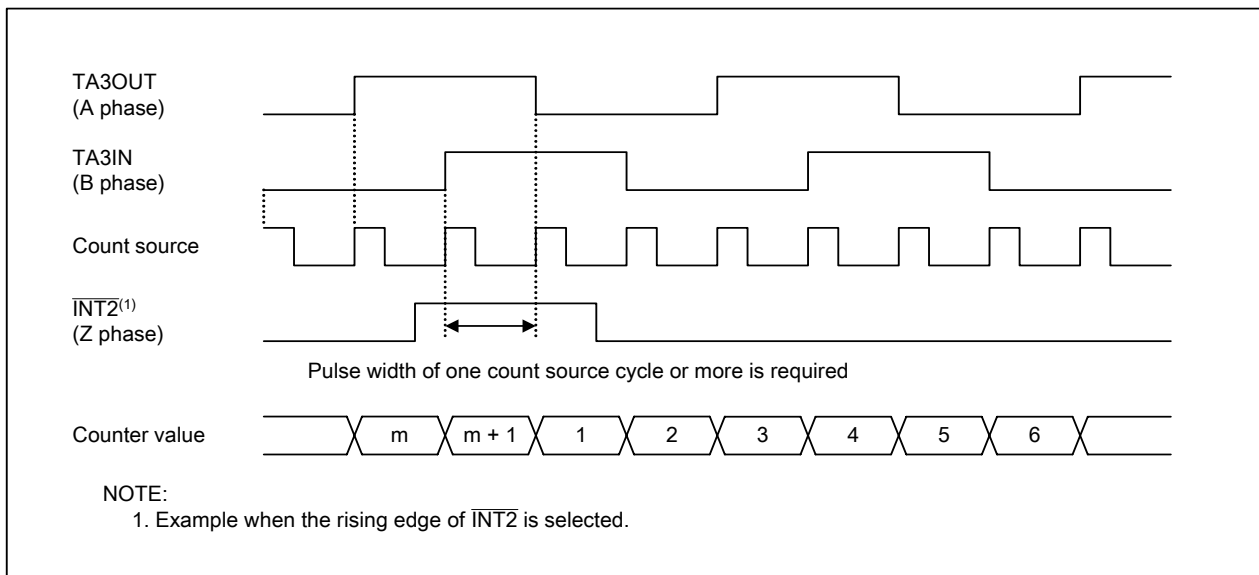 TA3OUT
(A phase)
TA3IN
(B phase)
Count source
INT2(1)
(Z phase)
Pulse width of one count source cycle or more is required
Counter value m m + 1 1 2 3 4 5 6
NOTE:
1. Example when the rising edge of INT2 is selected.